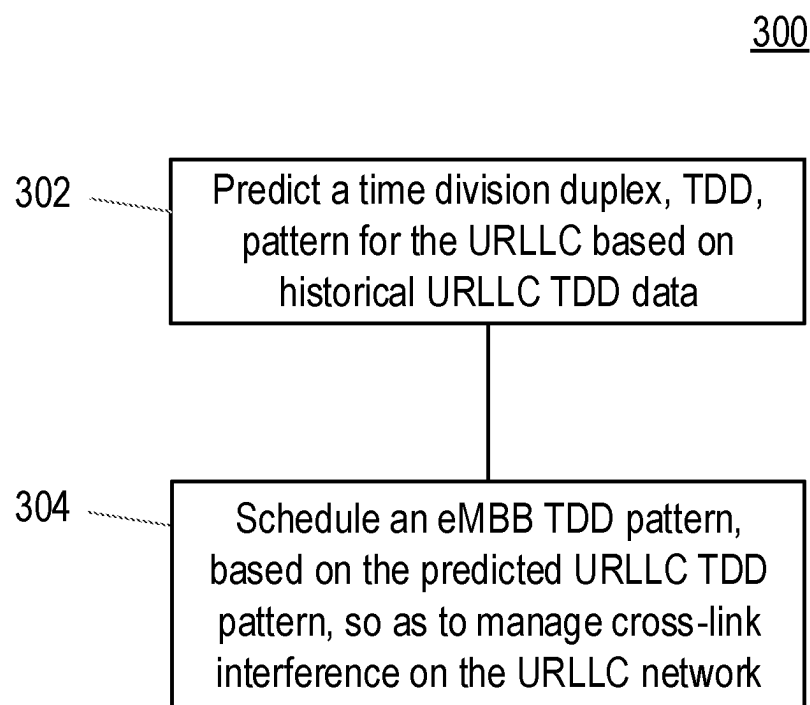 300
302
Predict a time division duplex, TDD,
pattern for the URLLC based on
historical URLLC TDD data
304
Schedule an eMBB TDD pattern,
based on the predicted URLLC TDD
pattern, so as to manage cross-link
interference on the URLLC network